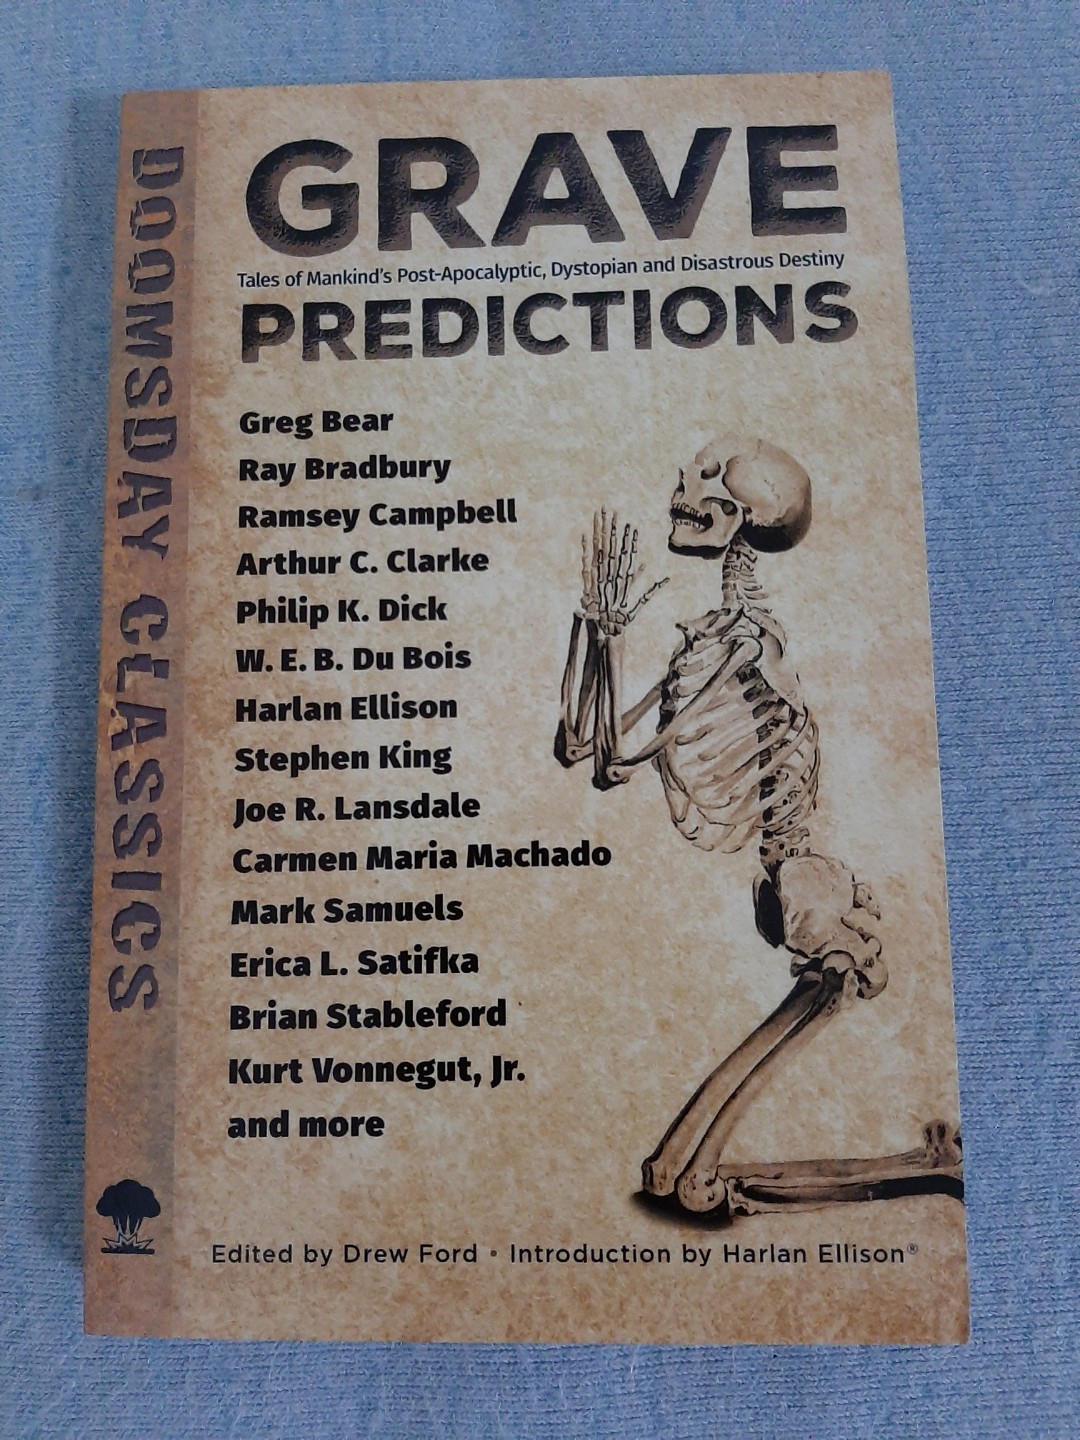 DOOMSDAY CLASSICS
GRAVE
Tales of Mankind's Post-Apocalyptic, Dystopian and Disastrous Destiny
PREDICTIONS
Greg Bear
Ray Bradbury
Ramsey Campbell
Arthur C. Clarke
Philip K. Dick
W. E. B. Du Bois
Harlan Ellison
Stephen King
Joe R. Lansdale
Carmen Maria Machado
Mark Samuels
Erica L. Satifka
Brian Stableford
Kurt Vonnegut, Jr.
and more
Edited by Drew Ford • Introduction by Harlan Ellison®